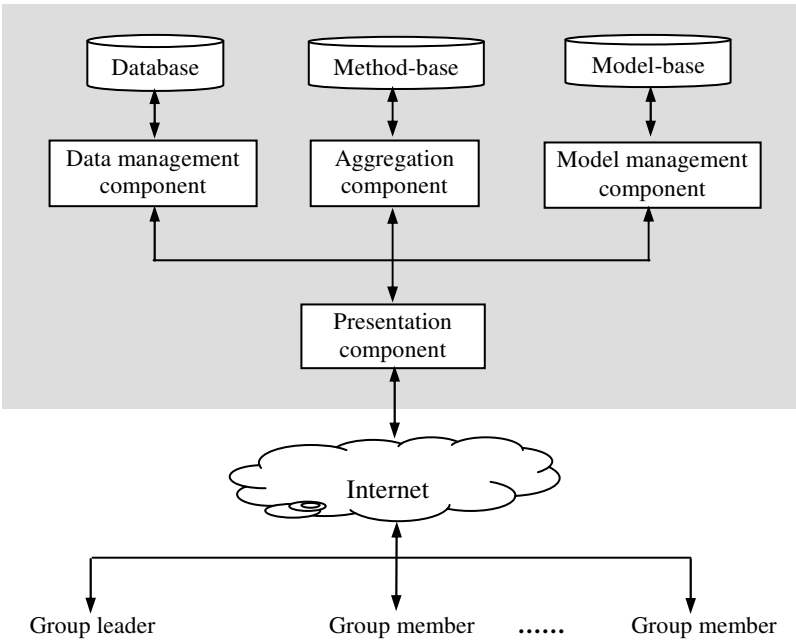 Database
Method-base
Model-base
Data management
component
Aggregation
component
Model management
component
Presentation
component
Internet
Group leader
Group member
......
Group member